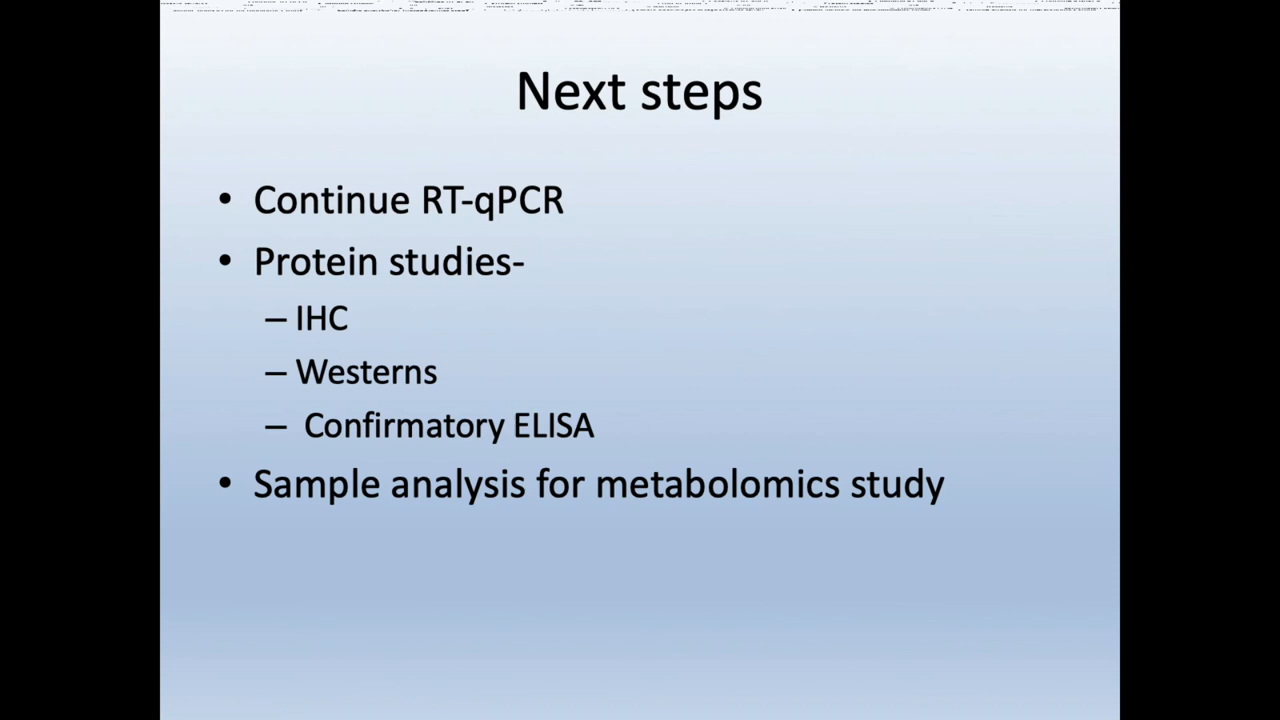 Next steps
• Continue RT-qPCR
• Protein studies-
– IHC
– Westerns
– Confirmatory ELISA
• Sample analysis for metabolomics study